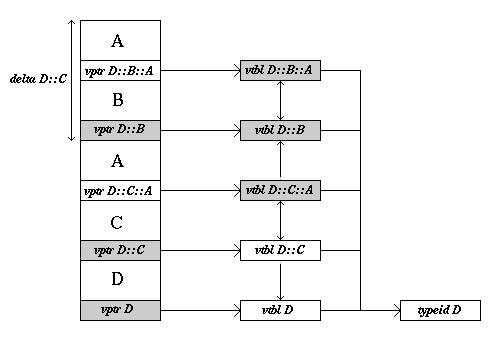 A
vptr D::B::A
vtbl D::B::A
delta D::C
B
vptr D::B
vtbl D::B
A
vptr D::C::A
vtbl D::C::A
C
vptr D::C
vtbl D::C
D
vptr D
vtbl D
typeid D